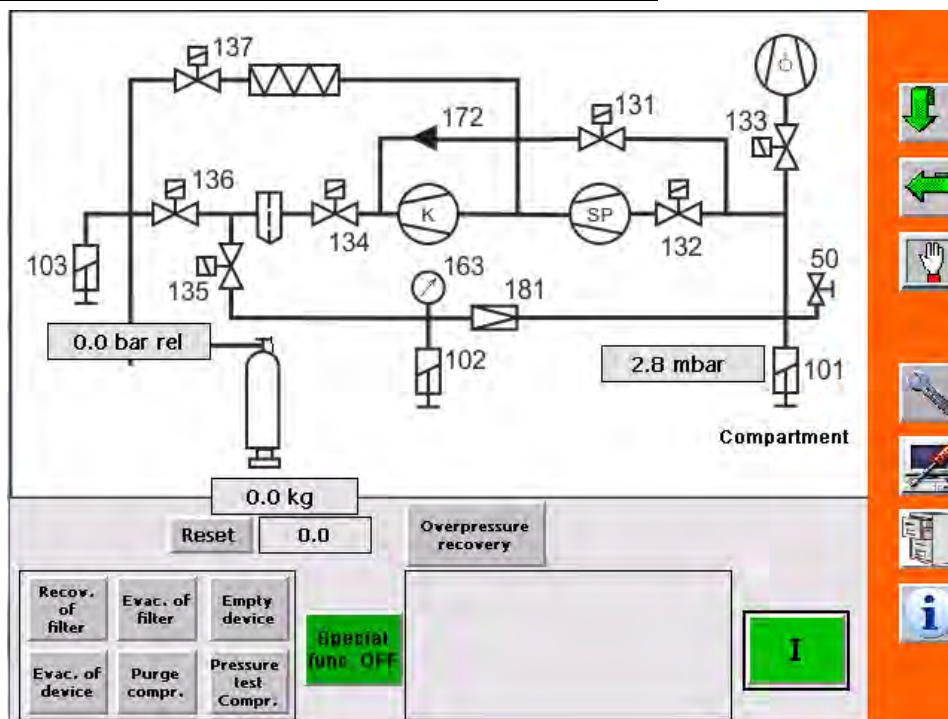 137
172
131
133
136
K
SP
134
132
103
135
163
50
181
0.0 bar rel
102
2.8 mbar
101
Compartment
0.0 kg
Reset
0.0
Overpressure
recovery
Recov.
of
filter
Evac. of
filter
Empty
device
Special
func. OFF
I
Evac. of
device
Purge
compr.
Pressure
test
Compr.
i